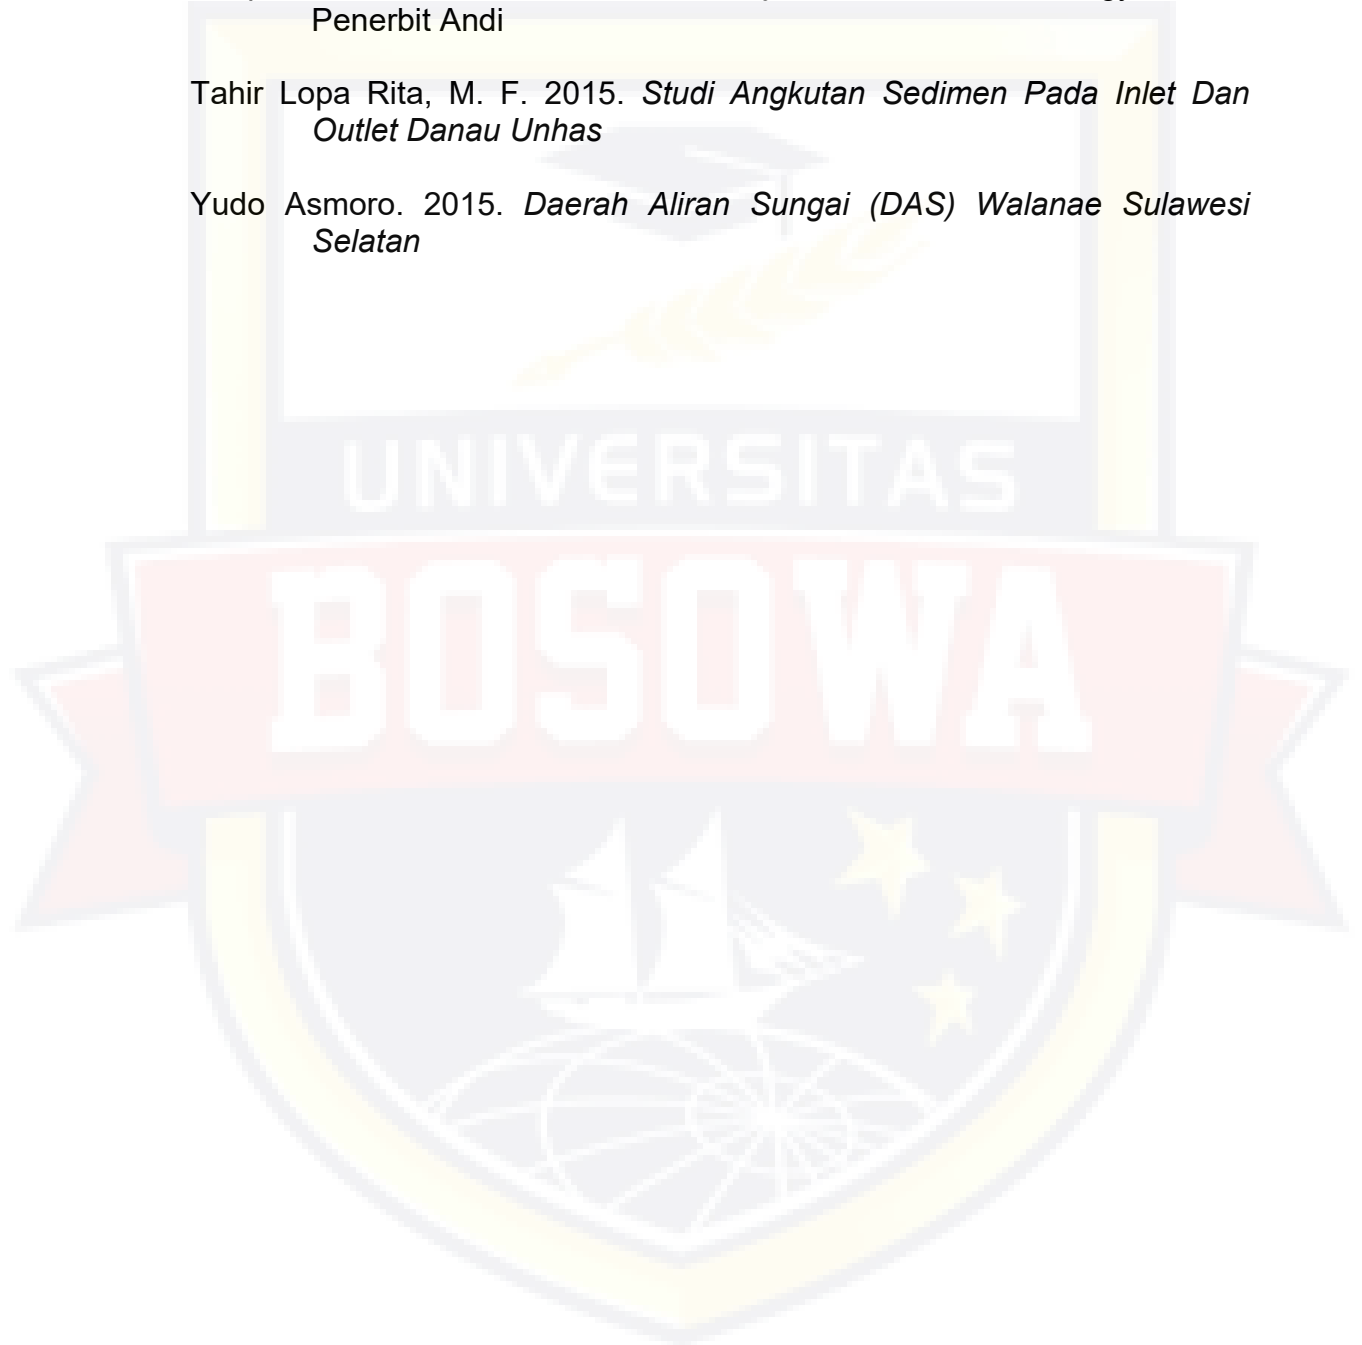 Penerbit Andi
Tahir Lopa Rita, M. F. 2015. Studi Angkutan Sedimen Pada Inlet Dan
Outlet Danau Unhas
Yudo Asmoro. 2015. Daerah Aliran Sungai (DAS) Walanae Sulawesi
Selatan
UNIVERSITAS
BOSOWA